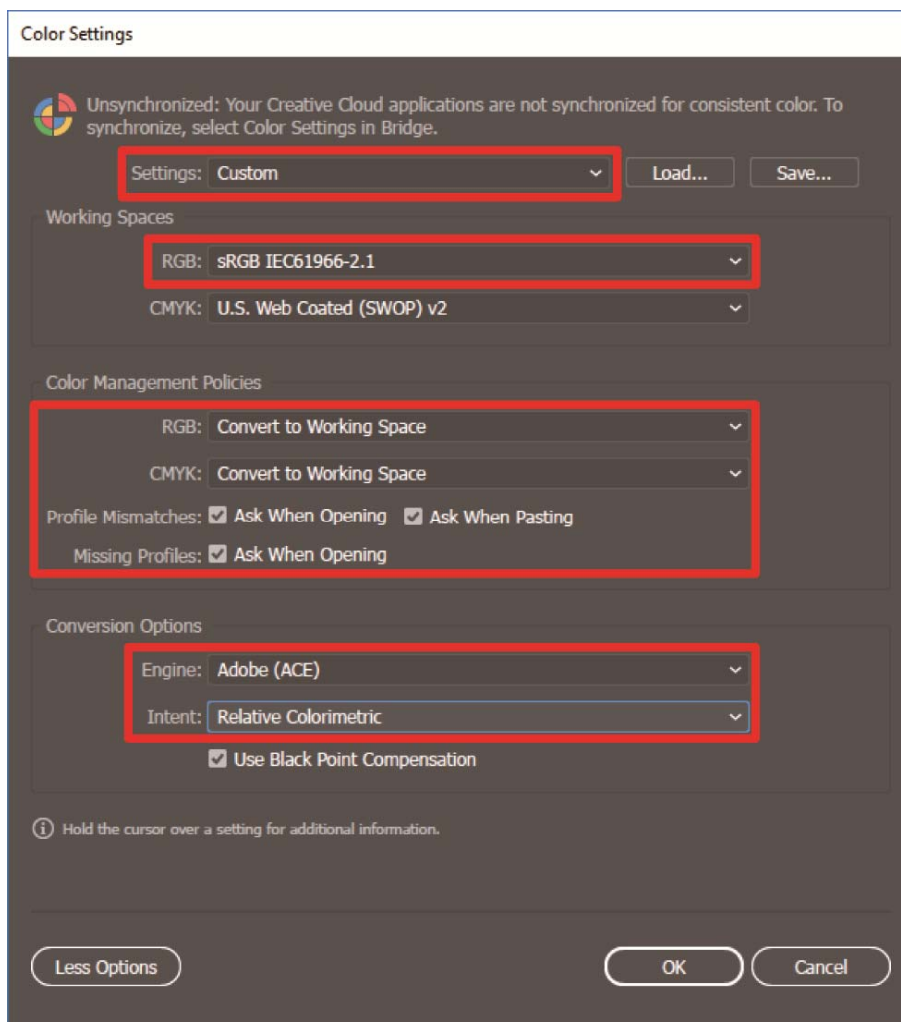 Color Settings
Unsynchronized: Your Creative Cloud applications are not synchronized for consistent color. To
synchronize, select Color Settings in Bridge.
Settings: Custom Load... Save...
Working Spaces
RGB: sRGB IEC61966-2.1
CMYK: U.S. Web Coated (SWOP) v2
Color Management Policies
RGB: Convert to Working Space
CMYK: Convert to Working Space
Profile Mismatches: Ask When Opening Ask When Pasting
Missing Profiles: Ask When Opening
Conversion Options
Engine: Adobe (ACE)
Intent: Relative Colorimetric
Use Black Point Compensation
Hold the cursor over a setting for additional information.
Less Options OK Cancel